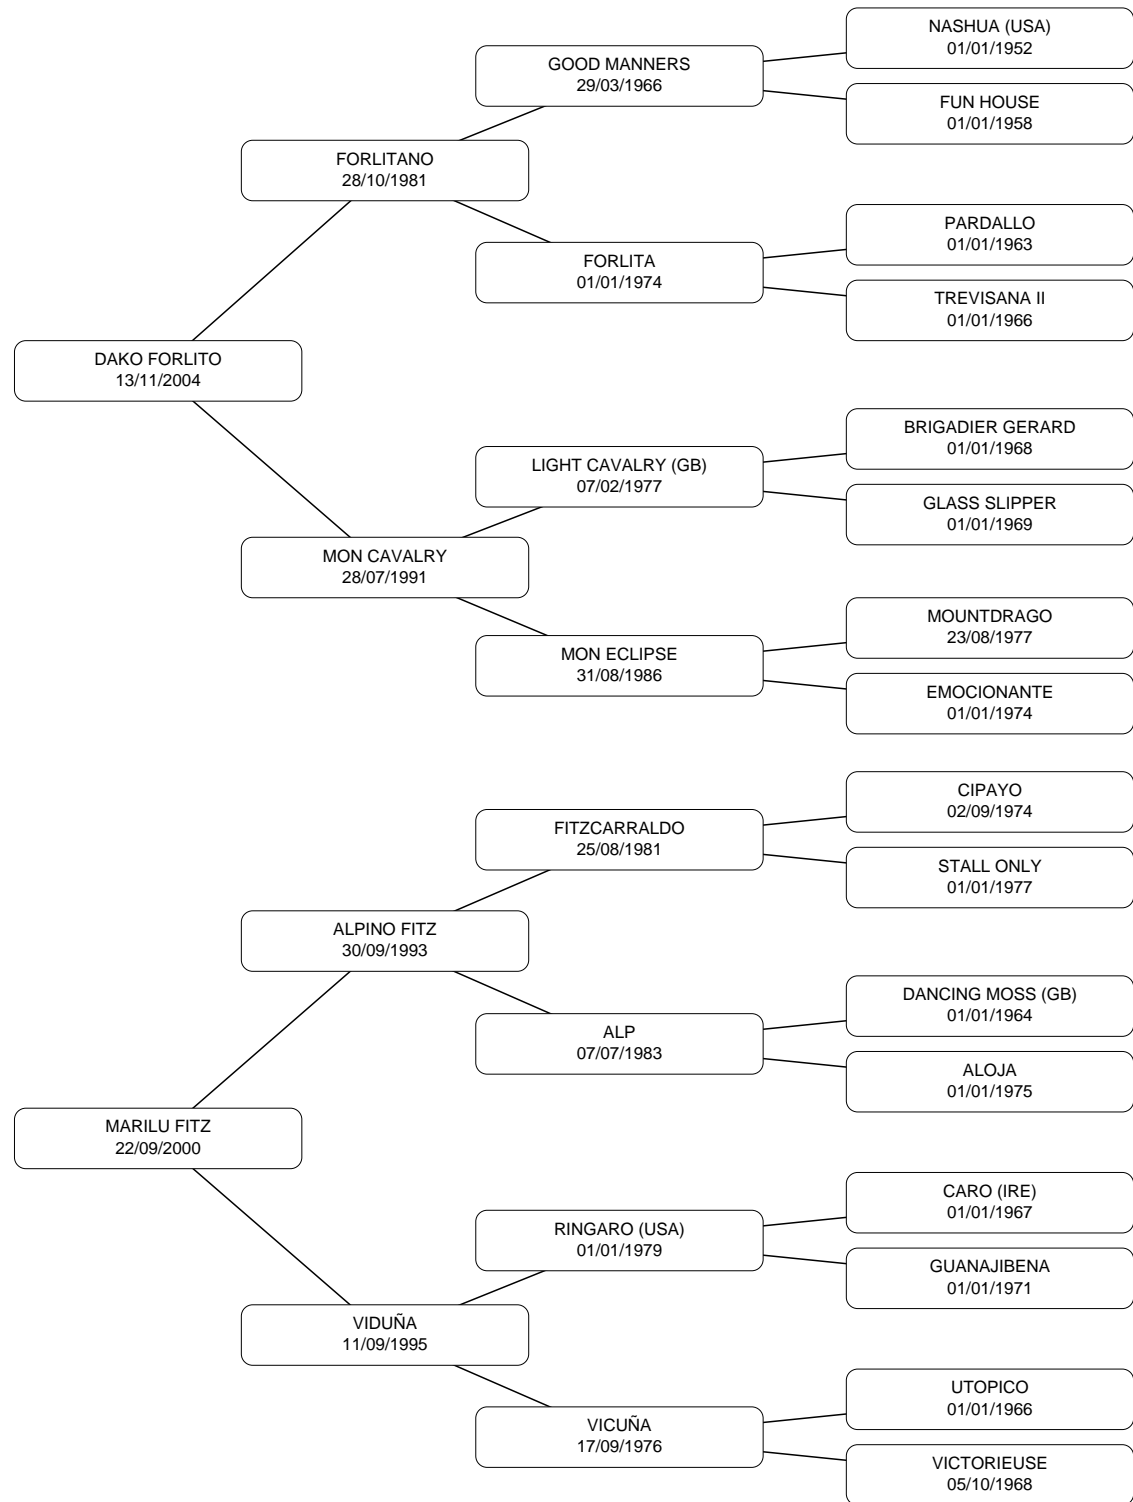 NASHUA (USA)
01/01/1952
GOOD MANNERS
29/03/1966
FUN HOUSE
01/01/1958
FORLITANO
28/10/1981
PARDALLO
01/01/1963
FORLITA
01/01/1974
TREVISANA II
01/01/1966
DAKO FORLITO
13/11/2004
BRIGADIER GERARD
01/01/1968
LIGHT CAVALRY (GB)
07/02/1977
GLASS SLIPPER
01/01/1969
MON CAVALRY
28/07/1991
MOUNTDRAGO
23/08/1977
MON ECLIPSE
31/08/1986
EMOCIONANTE
01/01/1974
CIPAYO
02/09/1974
FITZCARRALDO
25/08/1981
STALL ONLY
01/01/1977
ALPINO FITZ
30/09/1993
DANCING MOSS (GB)
01/01/1964
ALP
07/07/1983
ALOJA
01/01/1975
MARILU FITZ
22/09/2000
CARO (IRE)
01/01/1967
RINGARO (USA)
01/01/1979
GUANAJIBENA
01/01/1971
VIDUÑA
11/09/1995
UTOPICO
01/01/1966
VICUÑA
17/09/1976
VICTORIEUSE
05/10/1968